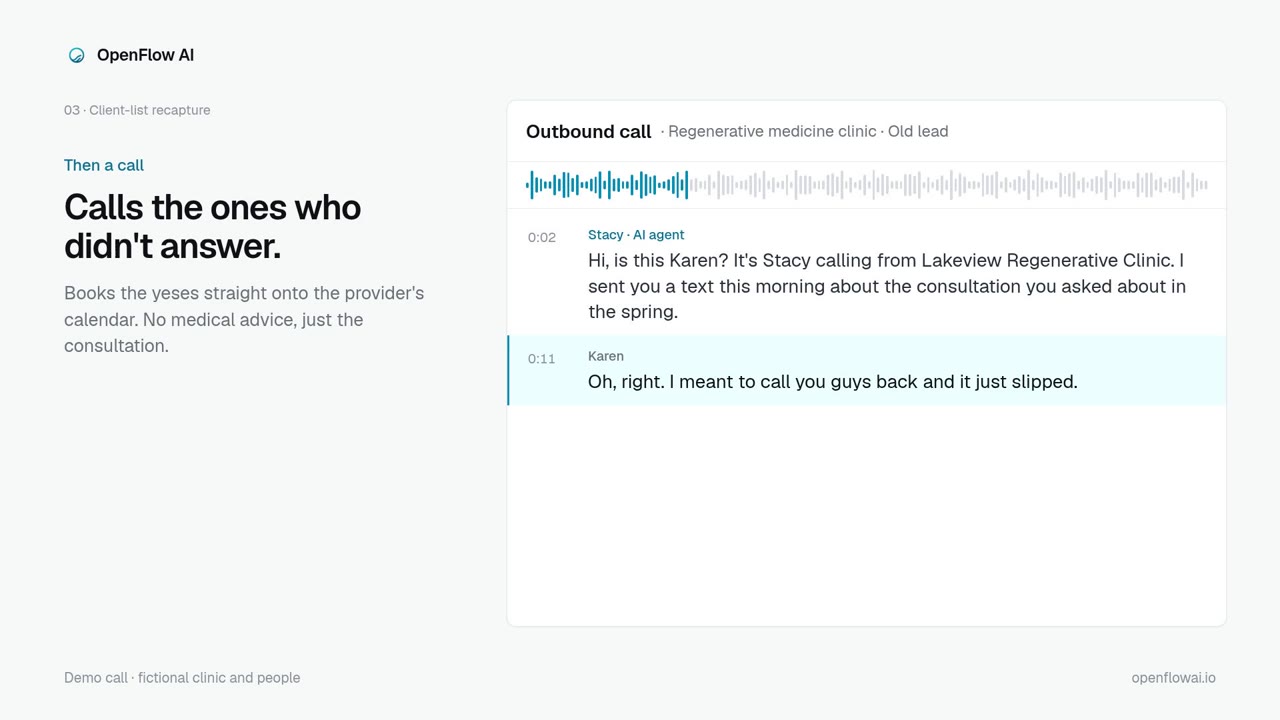 OpenFlow AI
03 · Client-list recapture
Then a call
Calls the ones who
didn't answer.
Books the yeses straight onto the provider's
calendar. No medical advice, just the
consultation.
Outbound call · Regenerative medicine clinic · Old lead
0:02 Stacy · AI agent
Hi, is this Karen? It's Stacy calling from Lakeview Regenerative Clinic. I
sent you a text this morning about the consultation you asked about in
the spring.
0:11 Karen
Oh, right. I meant to call you guys back and it just slipped.
Demo call · fictional clinic and people
openflowai.io